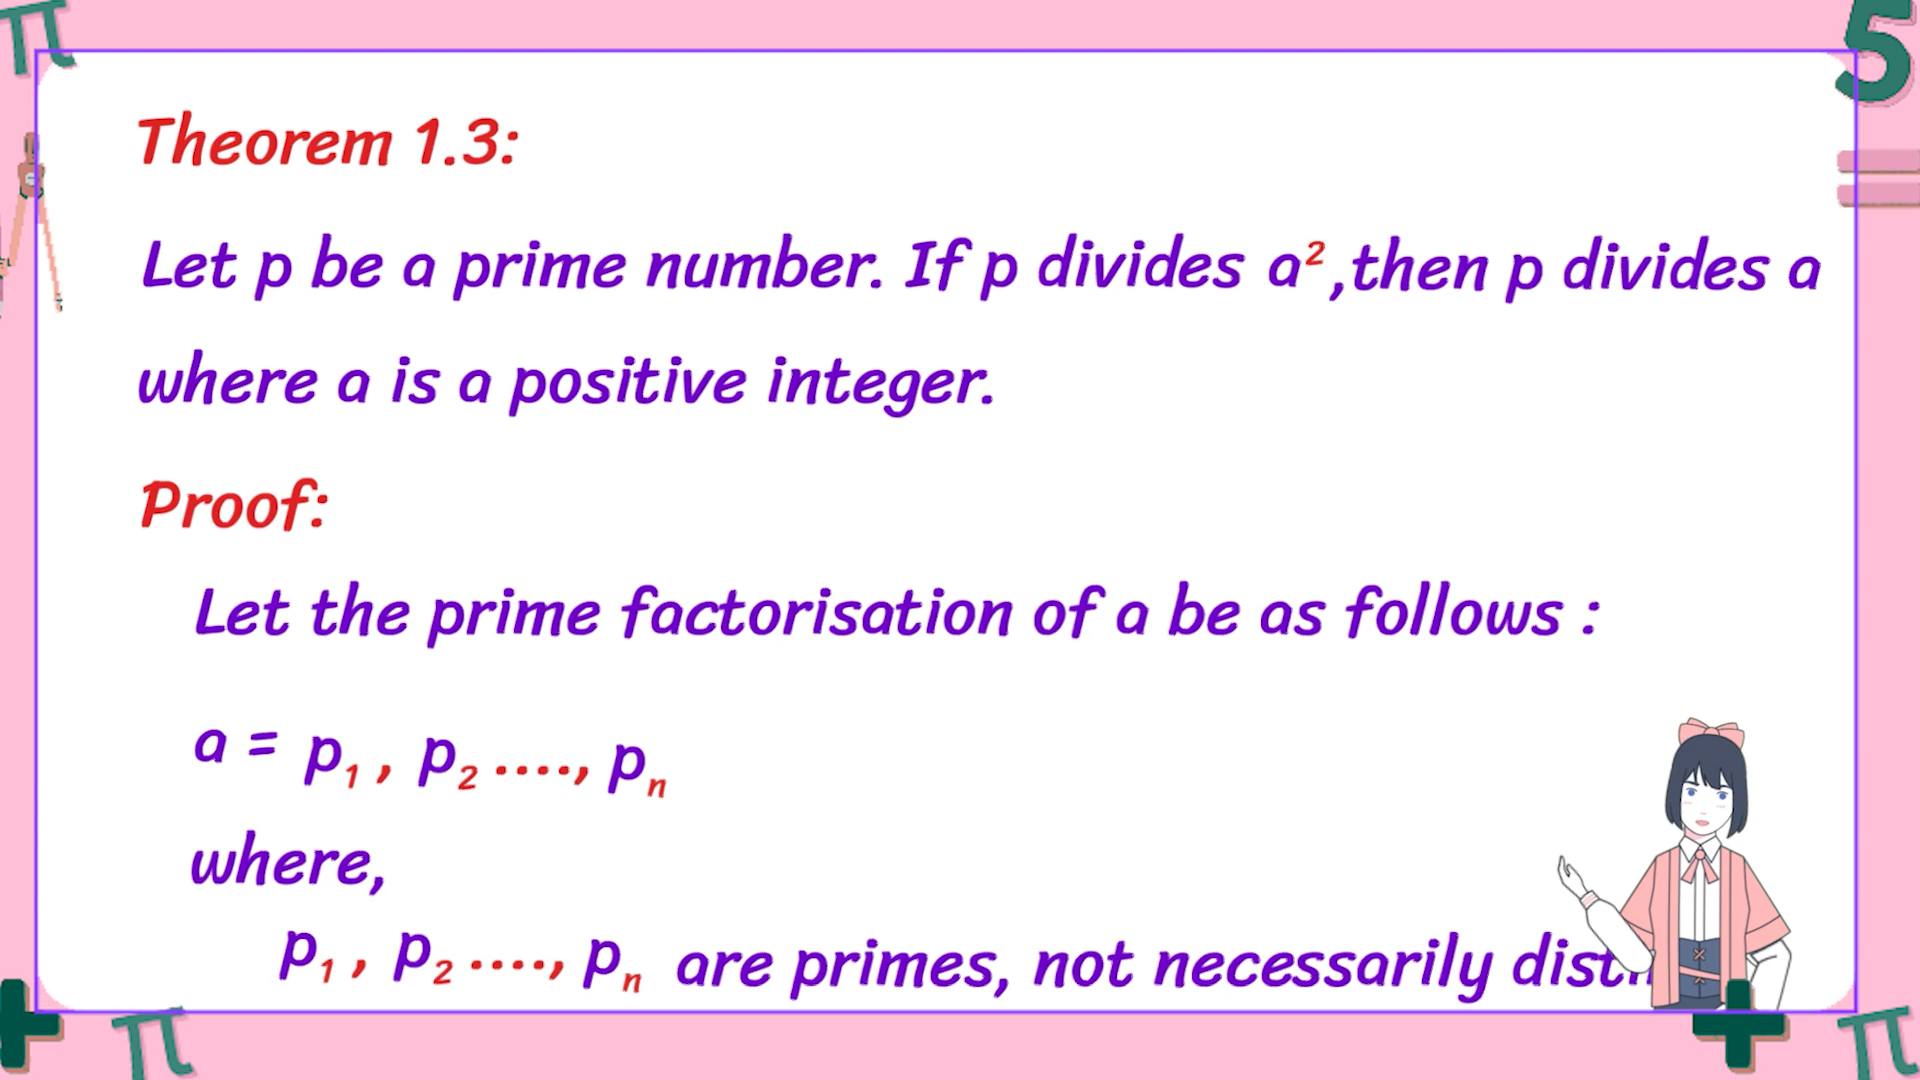 Theorem 1.3:
Let p be a prime number. If p divides a²,then p divides a
where a is a positive integer.
Proof:
Let the prime factorisation of a be as follows :
a = p₁ , p₂ ...., pₙ
where,
p₁ , p₂ ...., pₙ are primes, not necessarily
5
=
π
π
π
+
+